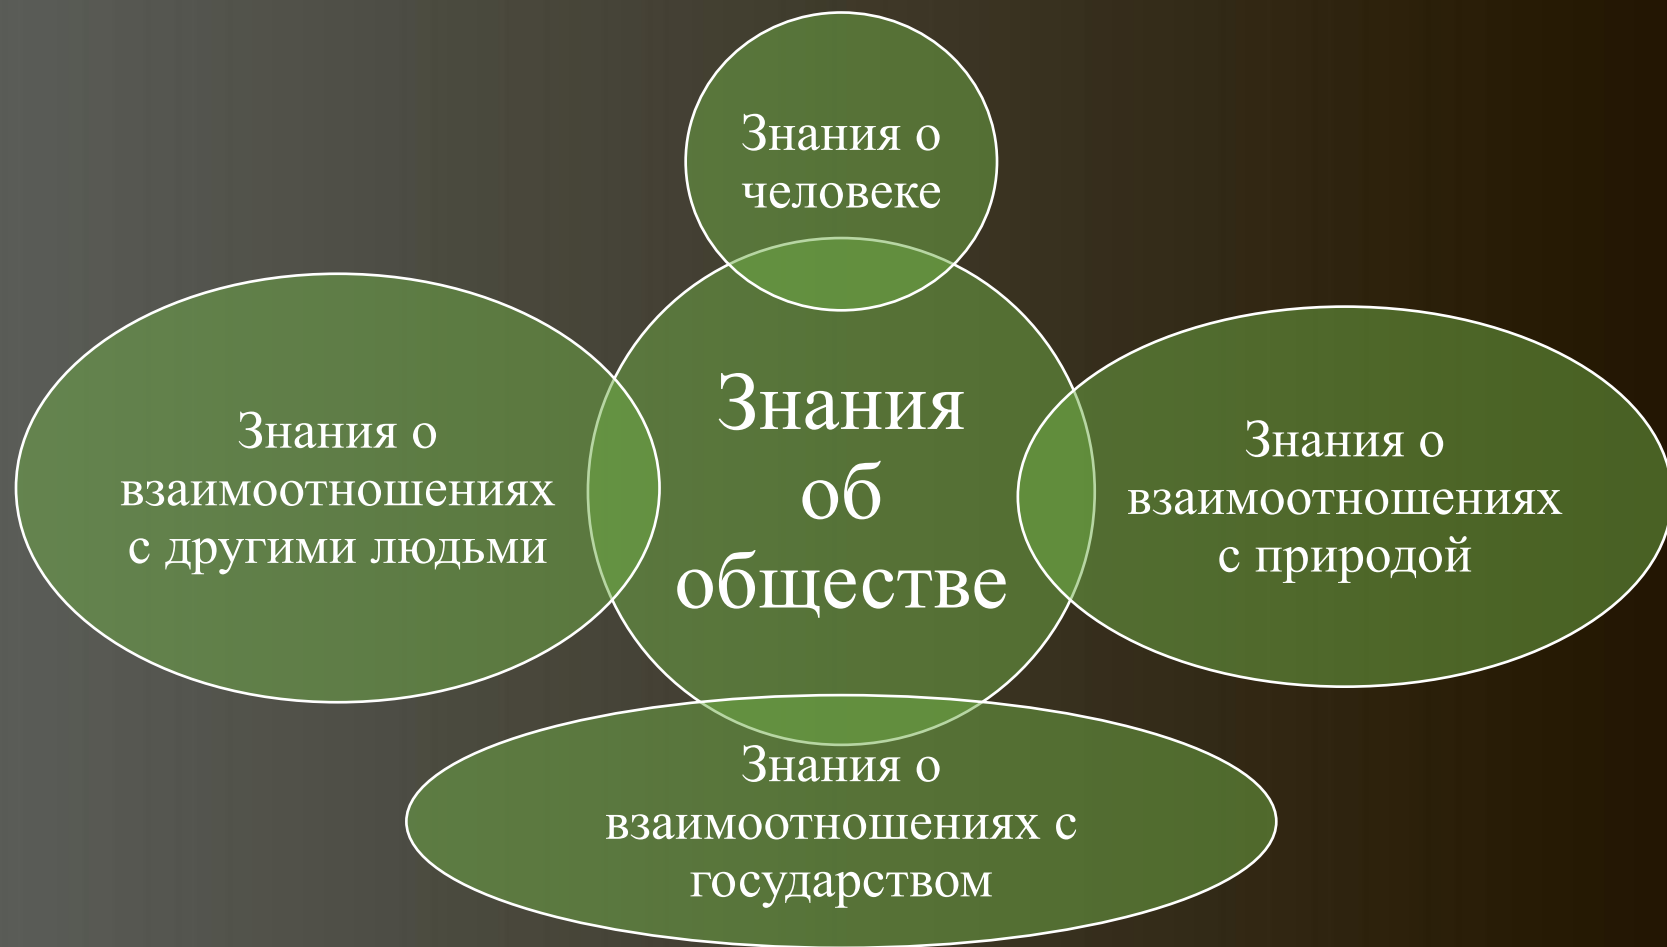 Знания о
человеке
Знания о
взаимоотношениях
с другими людьми
Знания
об
обществе
Знания о
взаимоотношениях
с природой
Знания о
взаимоотношениях с
государством